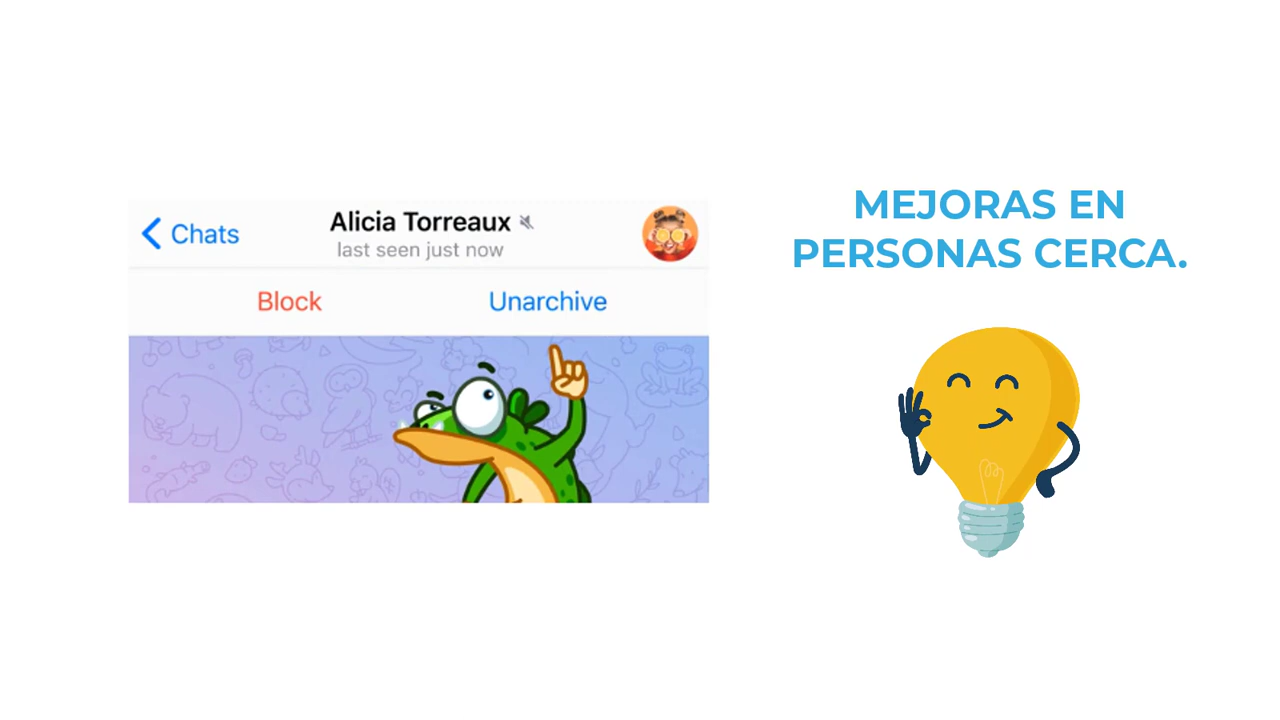 Chats
Alicia Torreaux
last seen just now
Block
Unarchive
MEJORAS EN
PERSONAS CERCA.